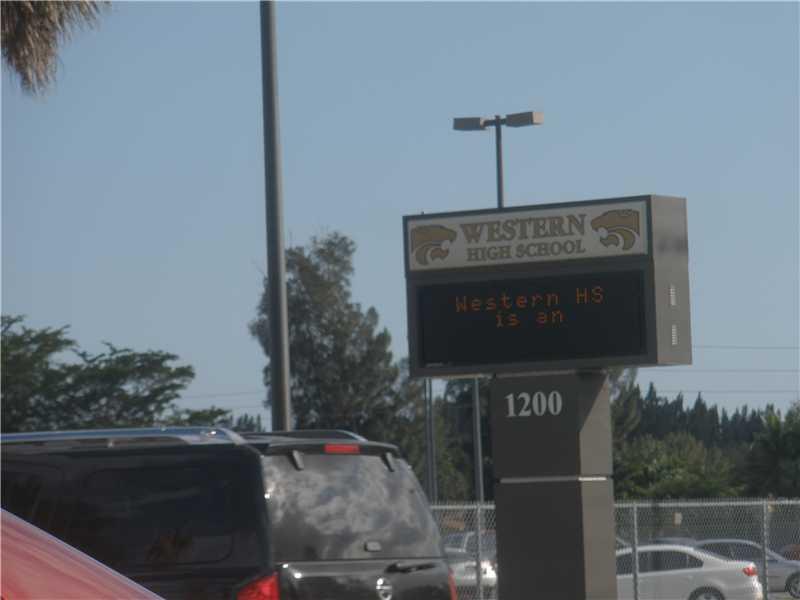 WESTERN
HIGH SCHOOL
Western HS
is an
1200